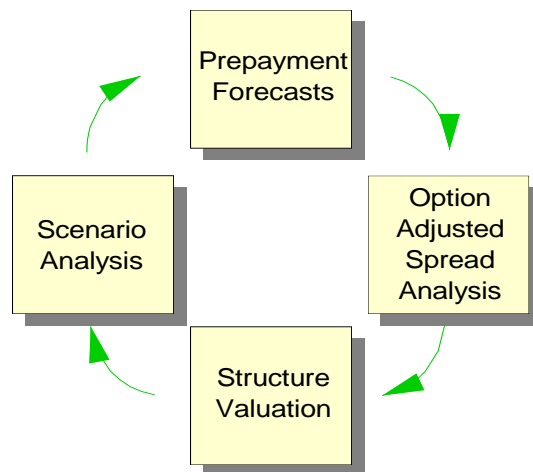 Prepayment
Forecasts
Option
Adjusted
Spread
Analysis
Structure
Valuation
Scenario
Analysis